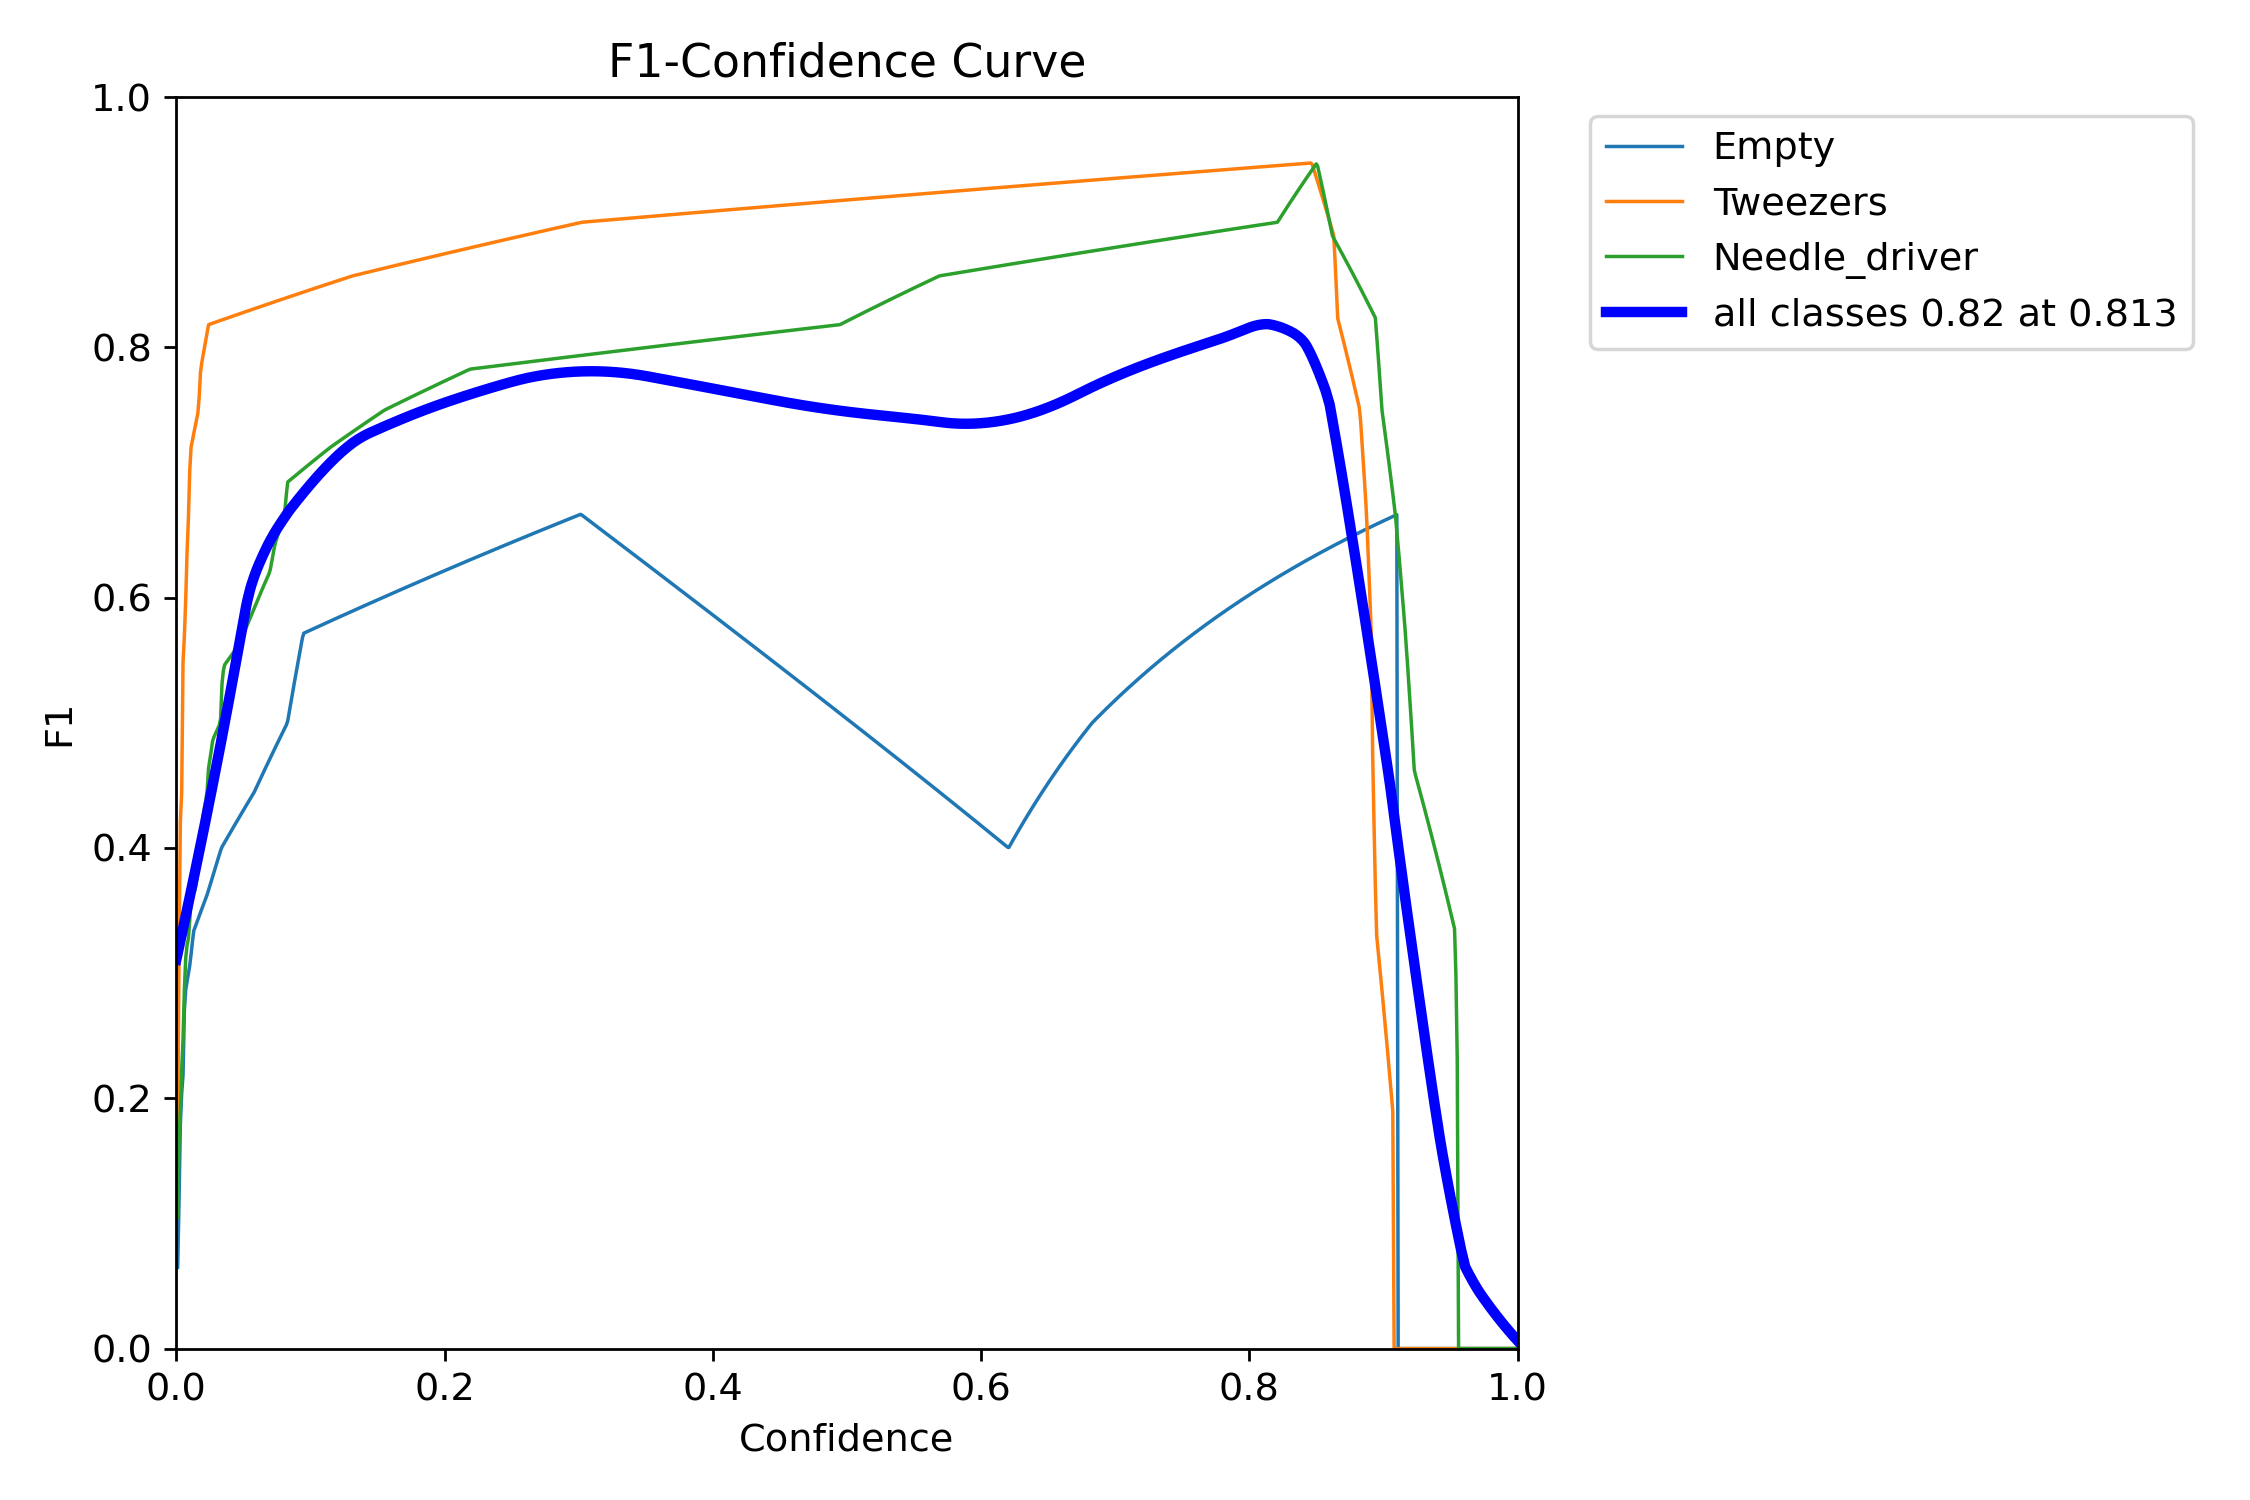 F1-Confidence Curve
1.0
0.8
0.6
0.4
0.2
0.0
F1
0.0 0.2 0.4 0.6 0.8 1.0
Confidence
Empty
Tweezers
Needle_driver
all classes 0.82 at 0.813